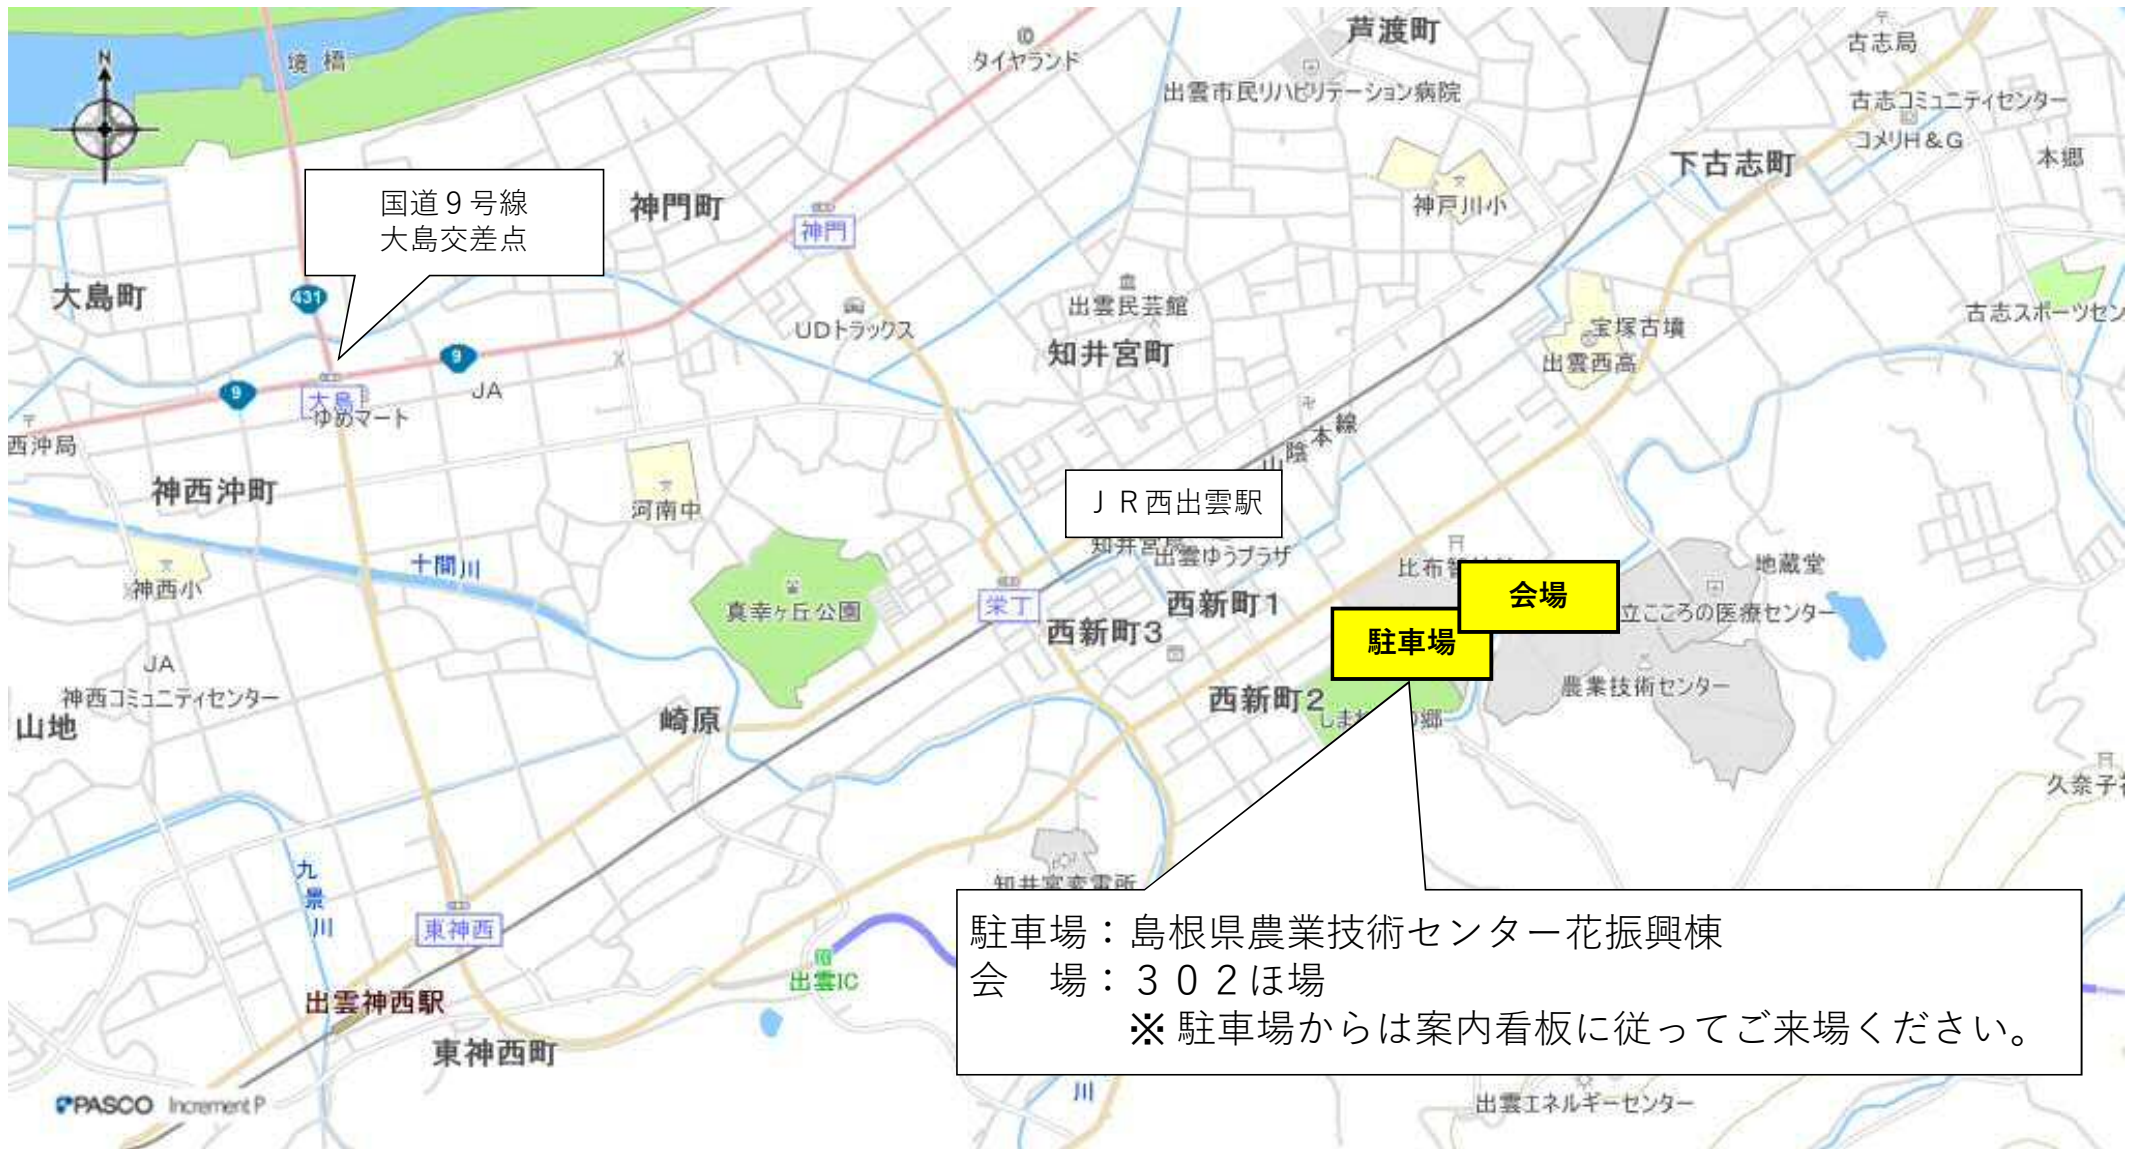 N
境橋
タイヤランド
芦渡町
出雲市民リハビリテーション病院
古志局
古志コミュニティセンター
コメリH&G
本郷
下古志町
国道９号線
大島交差点
神門町
神門
神戸川小
大島町
431
UDトラックス
出雲民芸館
知井宮町
宝塚古墳
出雲西高
古志スポーツセン
9
9
JA
大島
ゆめマート
西沖局
神西沖町
河南中
山陰本線
ＪＲ西出雲駅
出雲ゆうプラザ
十間川
神西小
真幸ヶ丘公園
栄丁
西新町1
西新町3
西新町2
比布智
会場
駐車場
地蔵堂
立こころの医療センター
農業技術センター
JA
神西コミュニティセンター
山地
崎原
久奈子
知井宮変電所
九景川
東神西
出雲IC
出雲神西駅
東神西町
駐車場：島根県農業技術センター花振興棟
会　場：３０２ほ場
※ 駐車場からは案内看板に従ってご来場ください。
川
出雲エネルギーセンター
PASCO Increment P